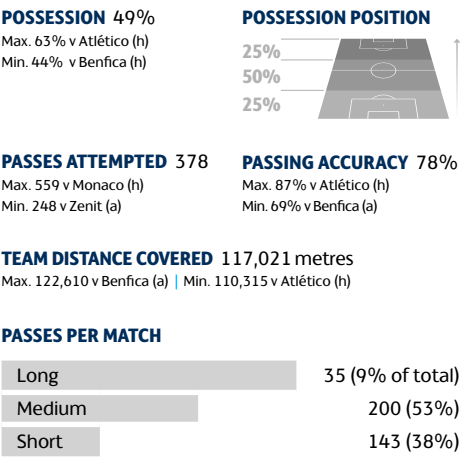 POSSESSION 49%
Max. 63% v Atlético (h)
Min. 44% v Benfica (h)
POSSESSION POSITION
25%
50%
25%
PASSES ATTEMPTED 378
Max. 559 v Monaco (h)
Min. 248 v Zenit (a)
PASSING ACCURACY 78%
Max. 87% v Atlético (h)
Min. 69% v Benfica (a)
TEAM DISTANCE COVERED 117,021 metres
Max. 122,610 v Benfica (a) | Min. 110,315 v Atlético (h)
PASSES PER MATCH
Long 35 (9% of total)
Medium 200 (53%)
Short 143 (38%)